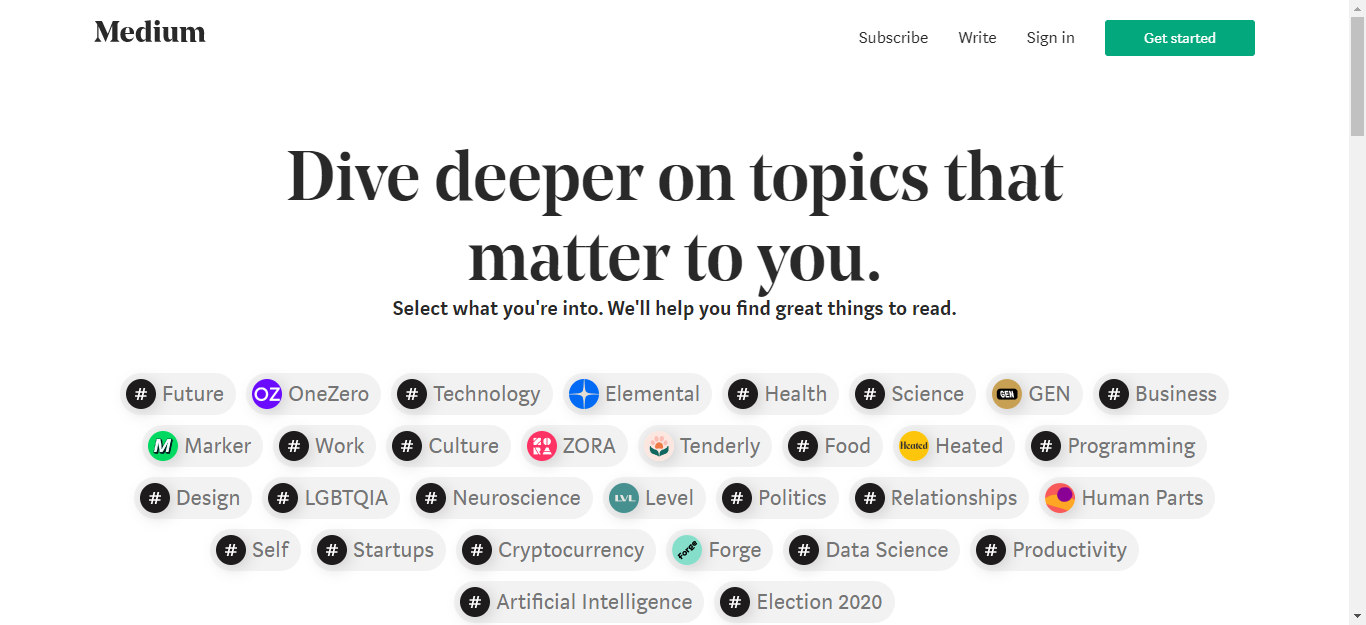 Medium
Subscribe Write Sign in Get started
Dive deeper on topics that
matter to you.
Select what you're into. We'll help you find great things to read.
# Future OZ OneZero # Technology Elemental # Health # Science GEN GEN # Business
M Marker # Work # Culture ZORA ZORA Tenderly # Food Heated Heated # Programming
# Design # LGBTQIA # Neuroscience LVL Level # Politics # Relationships Human Parts
# Self # Startups # Cryptocurrency Forge Forge # Data Science # Productivity
# Artificial Intelligence # Election 2020